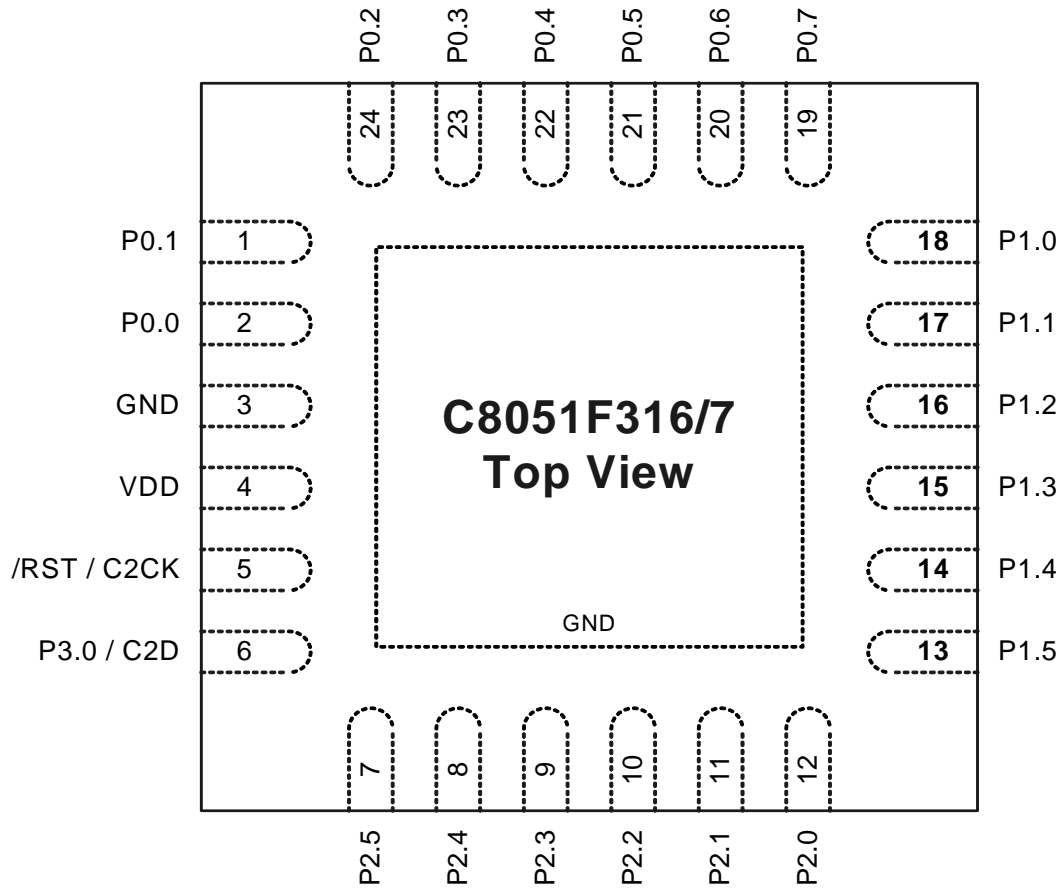 P0.2 P0.3 P0.4 P0.5 P0.6 P0.7
24 23 22 21 20 19
P0.1 1 18 P1.0
P0.0 2 17 P1.1
GND 3 16 P1.2
C8051F316/7
Top View
VDD 4 15 P1.3
/RST / C2CK 5 14 P1.4
GND
P3.0 / C2D 6 13 P1.5
7 8 9 10 11 12
P2.5 P2.4 P2.3 P2.2 P2.1 P2.0